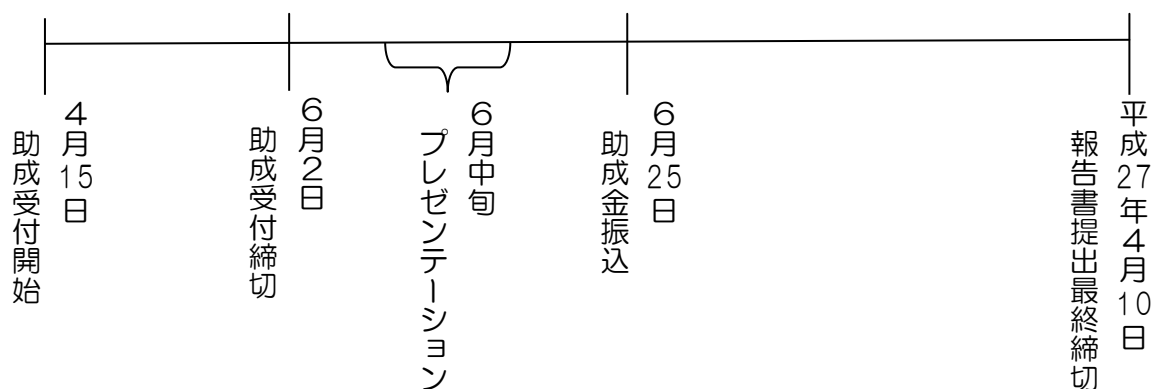 ４月15日
助成受付開始
６月２日
助成受付締切
６月中旬
プレゼンテーション
６月25日
助成金振込
平成27年４月10日
報告書提出最終締切